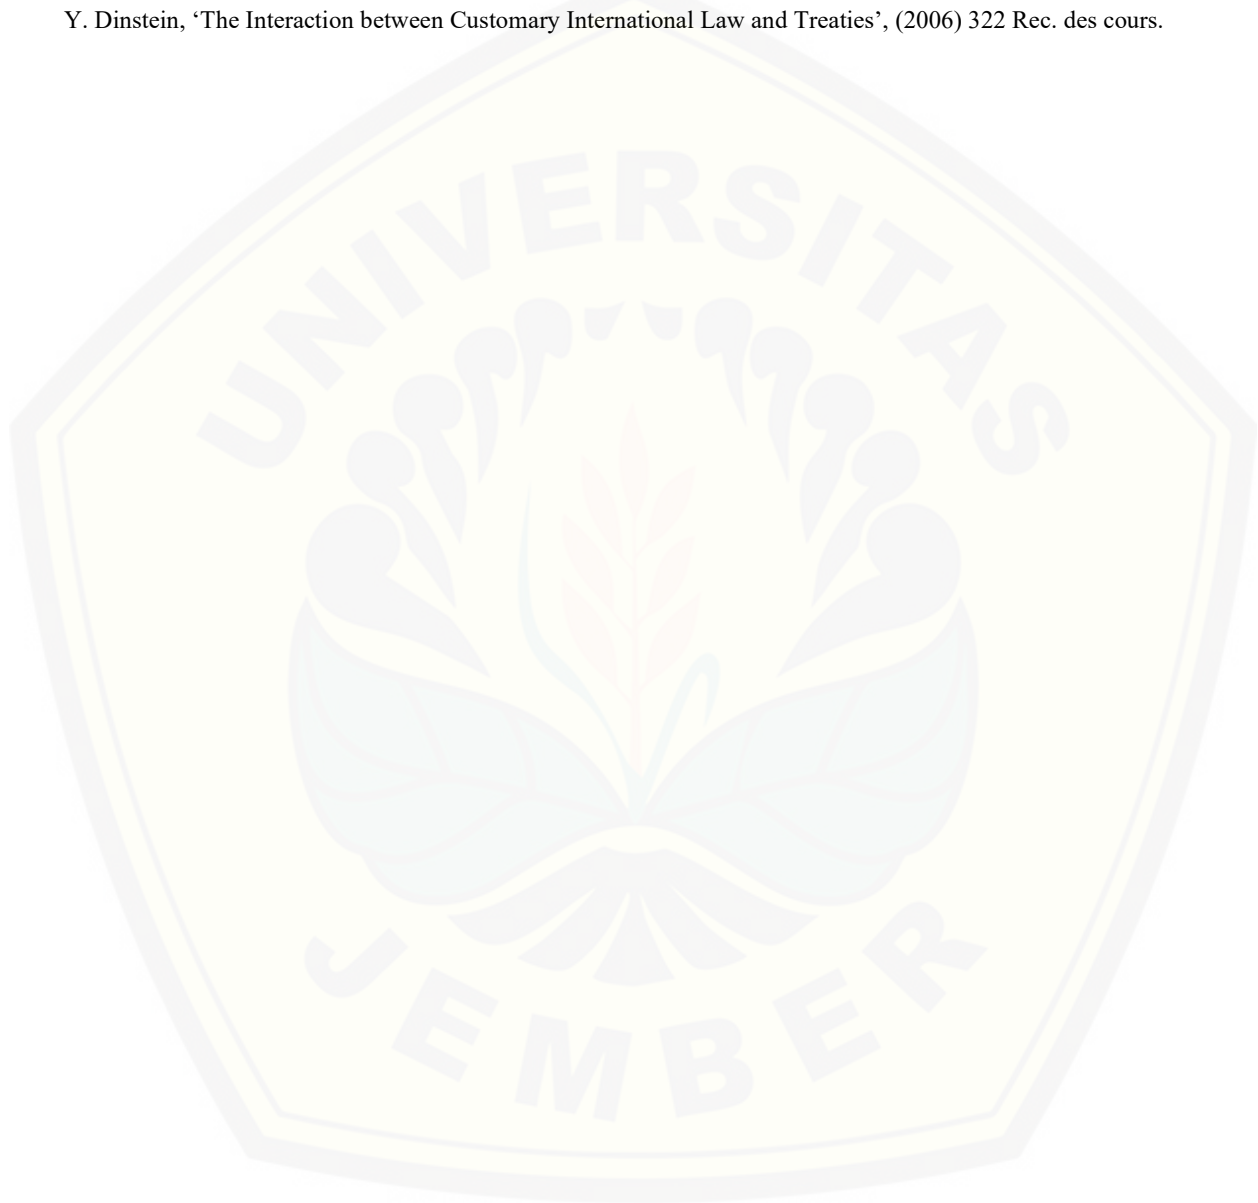 Y. Dinstein, ‘The Interaction between Customary International Law and Treaties’, (2006) 322 Rec. des cours.
UNIVERSITAS
JEMBER